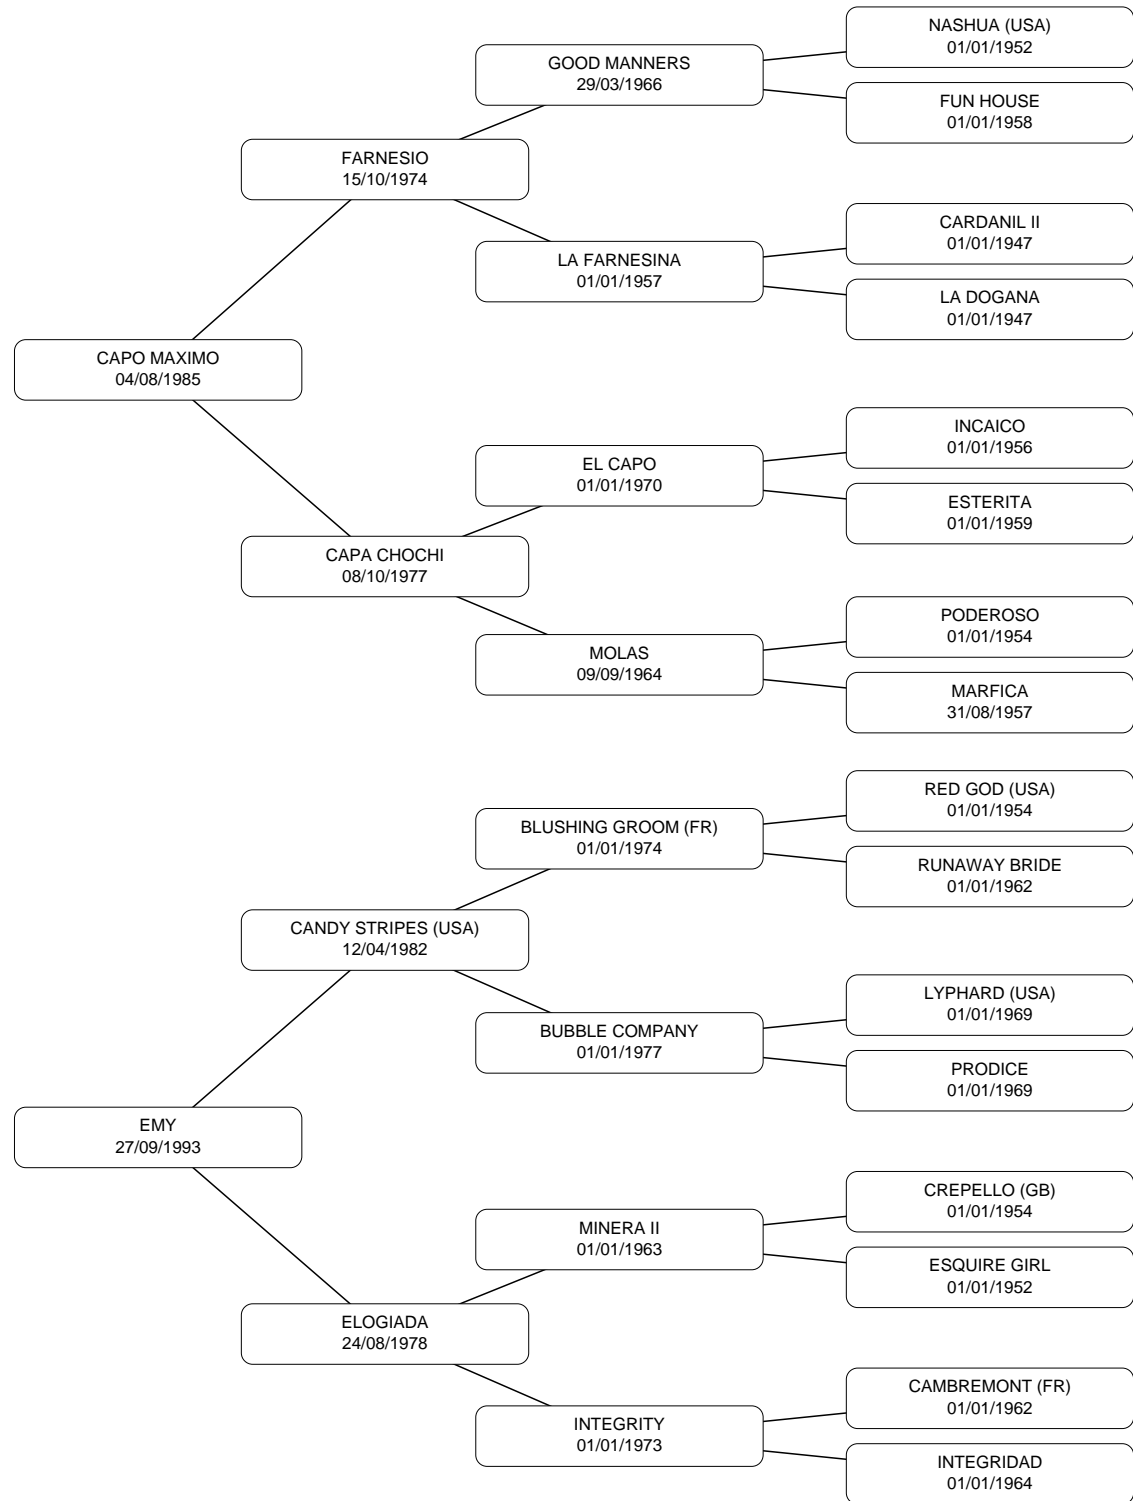 NASHUA (USA)
01/01/1952
GOOD MANNERS
29/03/1966
FUN HOUSE
01/01/1958
FARNESIO
15/10/1974
CARDANIL II
01/01/1947
LA FARNESINA
01/01/1957
LA DOGANA
01/01/1947
CAPO MAXIMO
04/08/1985
INCAICO
01/01/1956
EL CAPO
01/01/1970
ESTERITA
01/01/1959
CAPA CHOCHI
08/10/1977
PODEROSO
01/01/1954
MOLAS
09/09/1964
MARFICA
31/08/1957
RED GOD (USA)
01/01/1954
BLUSHING GROOM (FR)
01/01/1974
RUNAWAY BRIDE
01/01/1962
CANDY STRIPES (USA)
12/04/1982
LYPHARD (USA)
01/01/1969
BUBBLE COMPANY
01/01/1977
PRODICE
01/01/1969
EMY
27/09/1993
CREPELLO (GB)
01/01/1954
MINERA II
01/01/1963
ESQUIRE GIRL
01/01/1952
ELOGIADA
24/08/1978
CAMBREMONT (FR)
01/01/1962
INTEGRITY
01/01/1973
INTEGRIDAD
01/01/1964